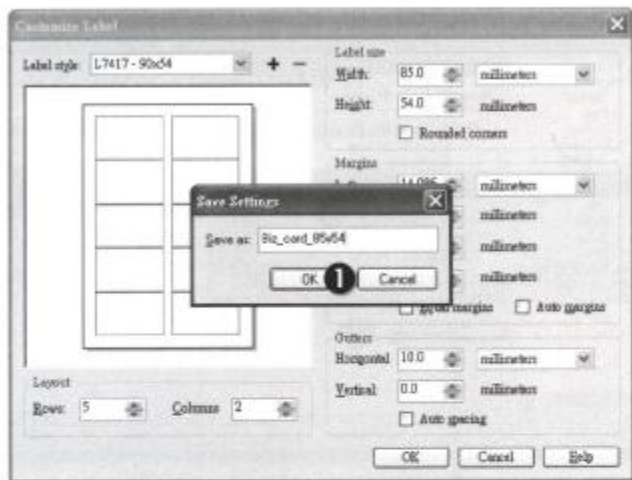 Customize Label
Label style: L7417 - 90x54
Label size
Width: 85.0 millimeters
Height: 54.0 millimeters
Rounded corners
Margins
millimeters
millimeters
millimeters
millimeters
Equal margins Auto margins
Save Settings
Save as: Biz_card_85x54
OK 1 Cancel
Gutters
Horizontal 10.0 millimeters
Vertical: 0.0 millimeters
Auto spacing
Layout
Rows: 5 Columns 2
OK Cancel Help